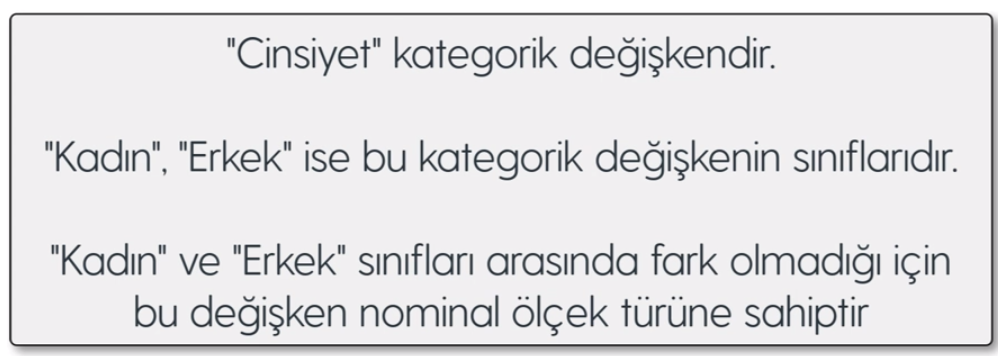 "Cinsiyet" kategorik değişkendir.
"Kadın", "Erkek" ise bu kategorik değişkenin sınıflarıdır.
"Kadın" ve "Erkek" sınıfları arasında fark olmadığı için
bu değişken nominal ölçek türüne sahiptir